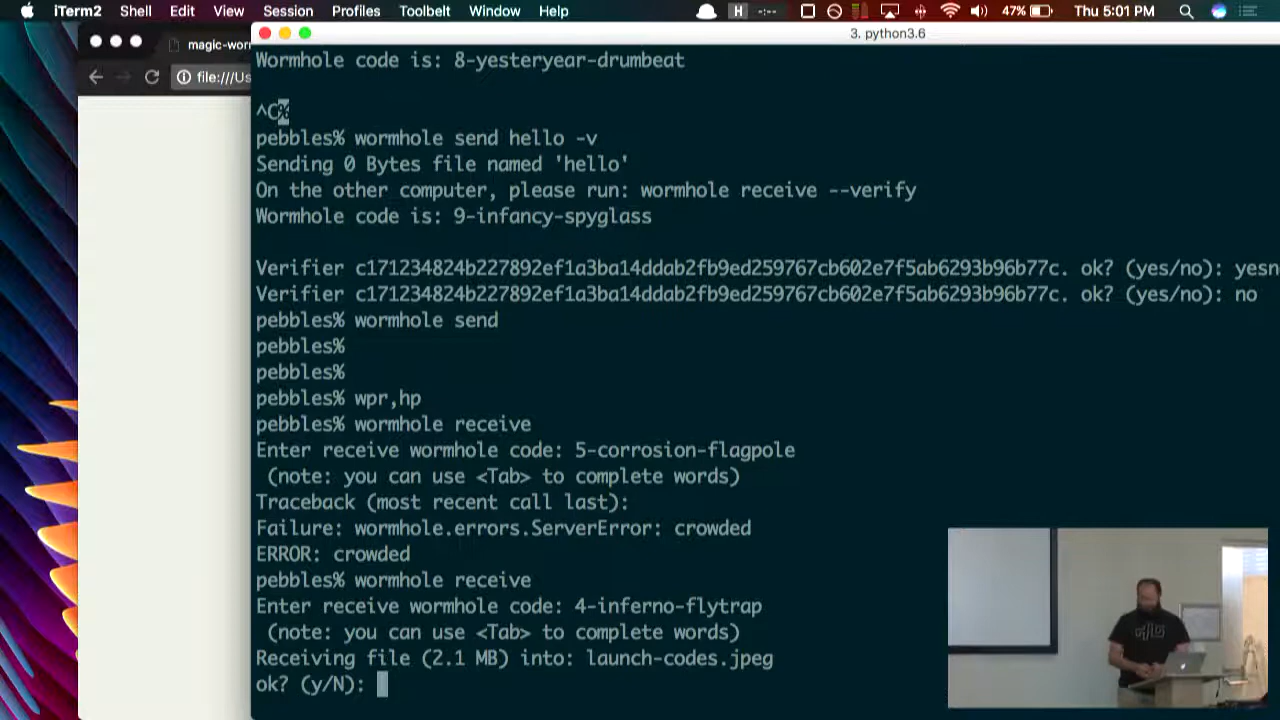 iTerm2 Shell Edit View Session Profiles Toolbelt Window Help H 47% Thu 5:01 PM
3. python3.6
magic-wor
file:///Us
Wormhole code is: 8-yesteryear-drumbeat
^C%
pebbles% wormhole send hello -v
Sending 0 Bytes file named 'hello'
On the other computer, please run: wormhole receive --verify
Wormhole code is: 9-infancy-spyglass
Verifier c171234824b227892ef1a3ba14ddab2fb9ed259767cb602e7f5ab6293b96b77c. ok? (yes/no): yesn
Verifier c171234824b227892ef1a3ba14ddab2fb9ed259767cb602e7f5ab6293b96b77c. ok? (yes/no): no
pebbles% wormhole send
pebbles%
pebbles%
pebbles% wpr,hp
pebbles% wormhole receive
Enter receive wormhole code: 5-corrosion-flagpole
(note: you can use <Tab> to complete words)
Traceback (most recent call last):
Failure: wormhole.errors.ServerError: crowded
ERROR: crowded
pebbles% wormhole receive
Enter receive wormhole code: 4-inferno-flytrap
(note: you can use <Tab> to complete words)
Receiving file (2.1 MB) into: launch-codes.jpeg
ok? (y/N):